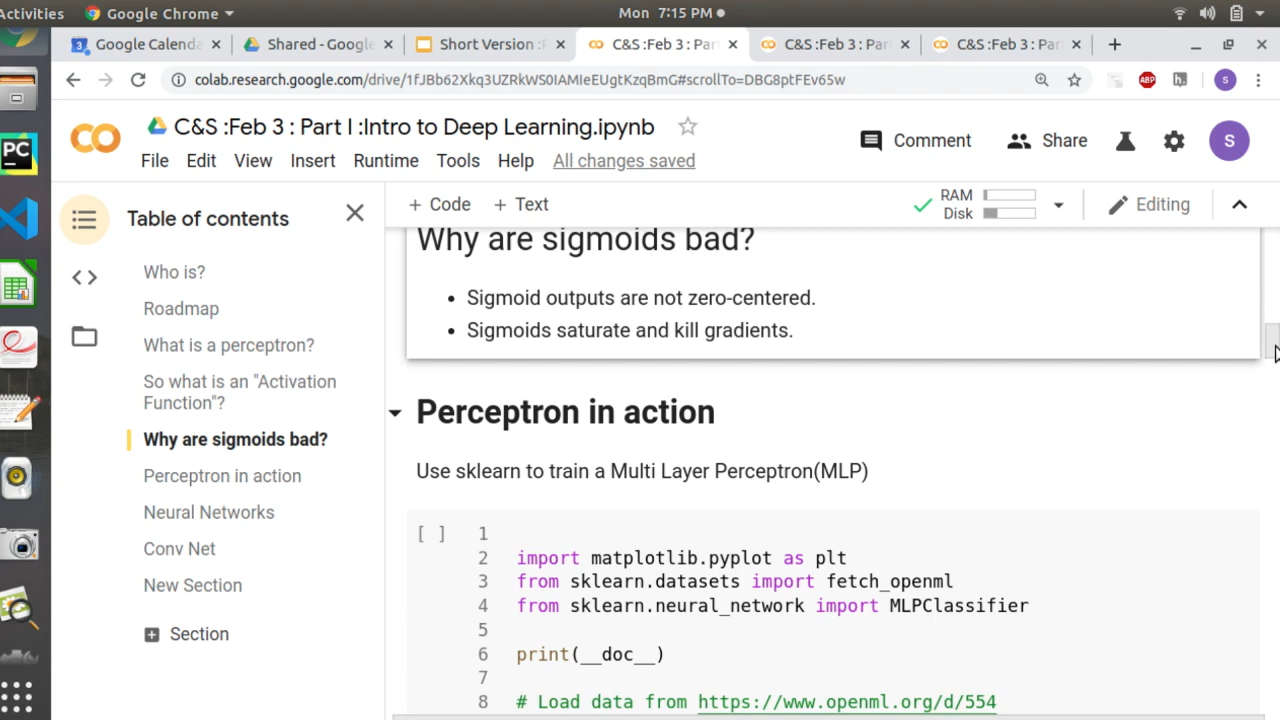 Activities
Google Chrome
Mon 7:15 PM
3
Google Calenda
Shared - Google
Short Version :
C&S :Feb 3 : Par
C&S :Feb 3 : Par
C&S :Feb 3 : Par
colab.research.google.com/drive/1fJBb62Xkq3UZRkWS0IAMIeEUgtKzqBmG#scrollTo=DBG8ptFEv65w
ABP
h.
S
PC
C&S :Feb 3 : Part I :Intro to Deep Learning.ipynb
File Edit View Insert Runtime Tools Help All changes saved
Comment
Share
S
Table of contents
Who is?
Roadmap
What is a perceptron?
So what is an "Activation
Function"?
Why are sigmoids bad?
Perceptron in action
Neural Networks
Conv Net
New Section
Section
+ Code + Text
RAM
Disk
Editing
Why are sigmoids bad?
• Sigmoid outputs are not zero-centered.
• Sigmoids saturate and kill gradients.
Perceptron in action
Use sklearn to train a Multi Layer Perceptron(MLP)
[ ] 1
2 import matplotlib.pyplot as plt
3 from sklearn.datasets import fetch_openml
4 from sklearn.neural_network import MLPClassifier
5
6 print(__doc__)
7
8 # Load data from https://www.openml.org/d/554